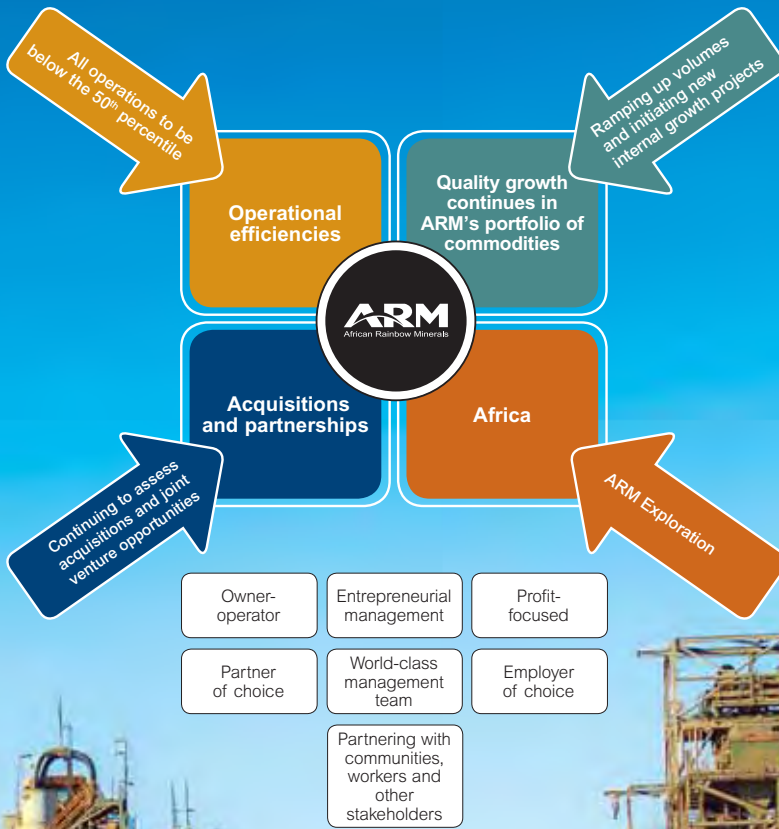 All operations to be
below the 50th percentile
Ramping up volumes
and initiating new
internal growth projects
Operational
efficiencies
Quality growth
continues in
ARM's portfolio of
commodities
ARM
African Rainbow Minerals
Acquisitions
and partnerships
Africa
Continuing to assess
acquisitions and joint
venture opportunities
ARM Exploration
Owner-
operator
Entrepreneurial
management
Profit-
focused
Partner
of choice
World-class
management
team
Employer
of choice
Partnering with
communities,
workers and
other
stakeholders